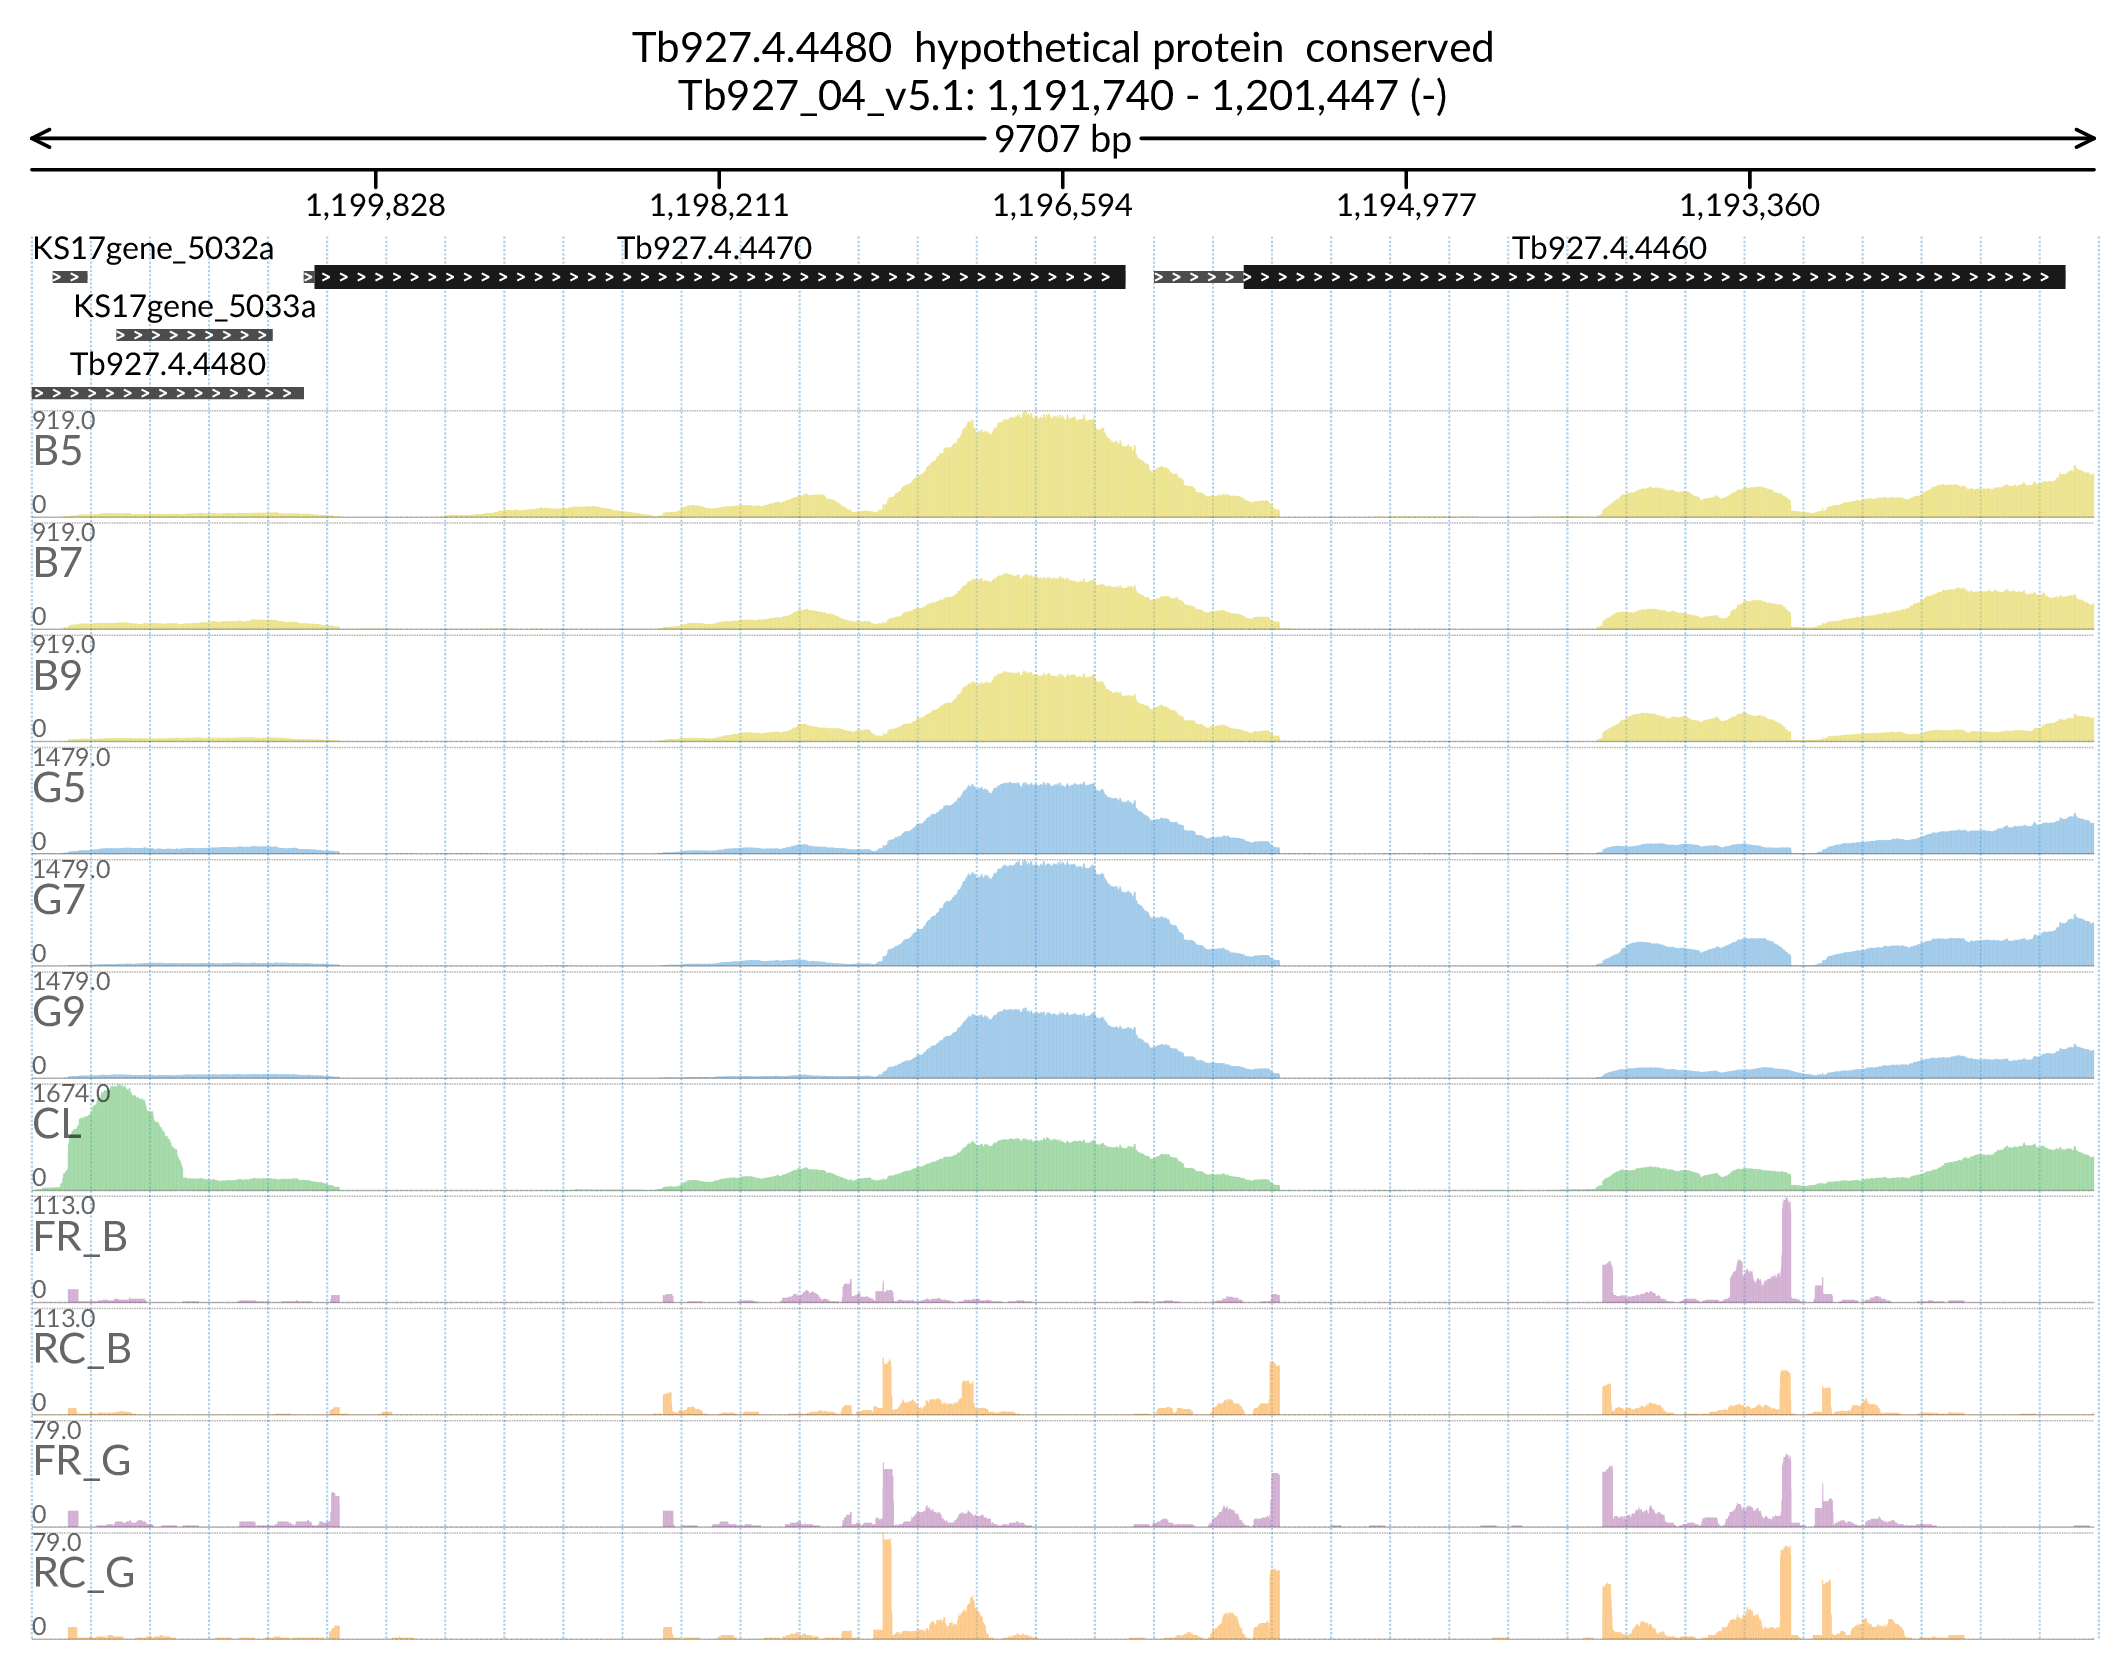 Tb927.4.4480  hypothetical protein  conserved
Tb927_04_v5.1: 1,191,740 - 1,201,447 (-)
9707 bp
1,199,828 1,198,211 1,196,594 1,194,977 1,193,360
KS17gene_5032a Tb927.4.4470 Tb927.4.4460
KS17gene_5033a
Tb927.4.4480
919.0
B5
0
919.0
B7
0
919.0
B9
0
1479.0
G5
0
1479.0
G7
0
1479.0
G9
0
1674.0
CL
0
113.0
FR_B
0
113.0
RC_B
0
79.0
FR_G
0
79.0
RC_G
0